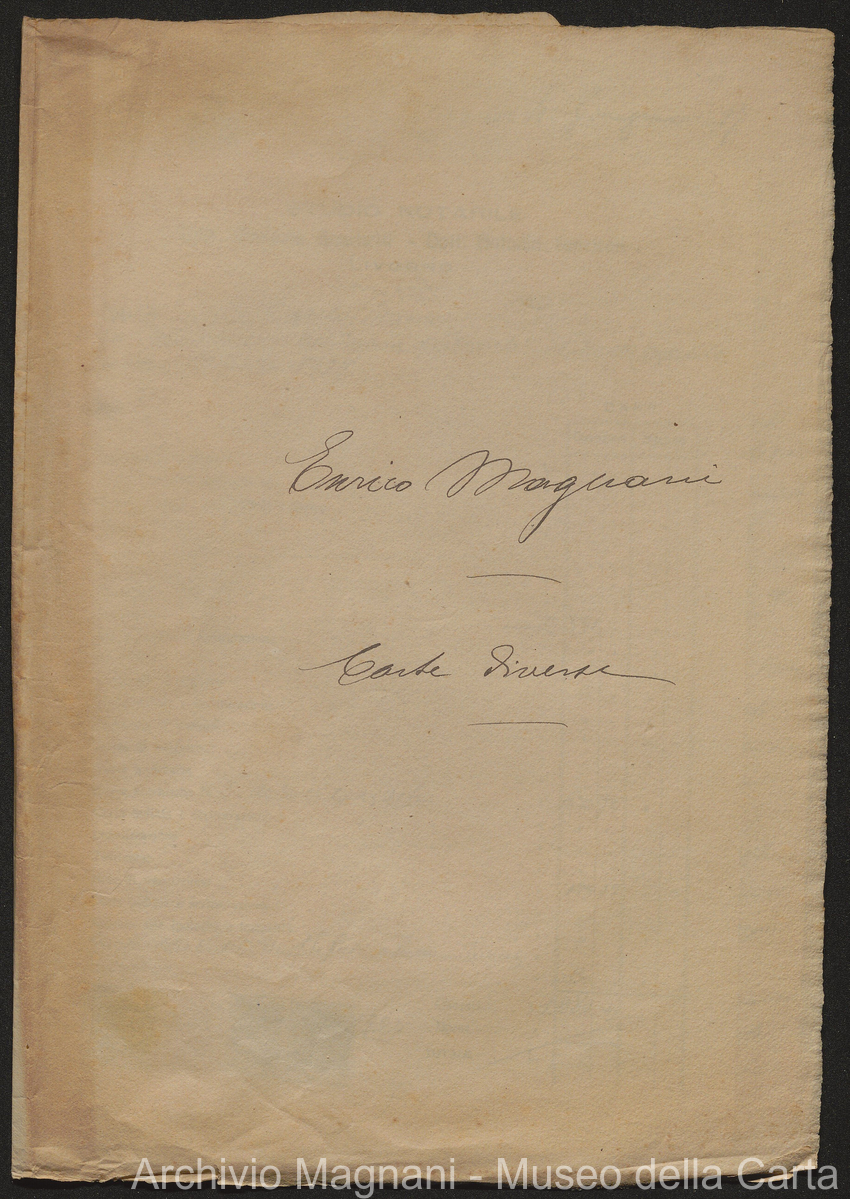 Enrico Magnani
Carte diverse
Archivio Magnani - Museo della Carta